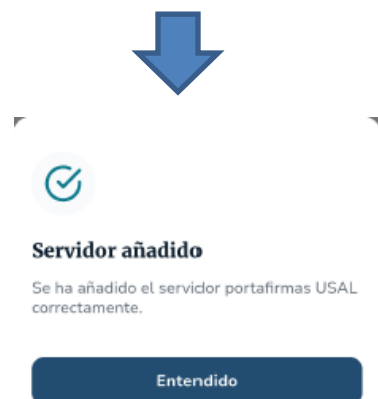 Servidor añadido
Se ha añadido el servidor portafirmas USAL
correctamente.
Entendido